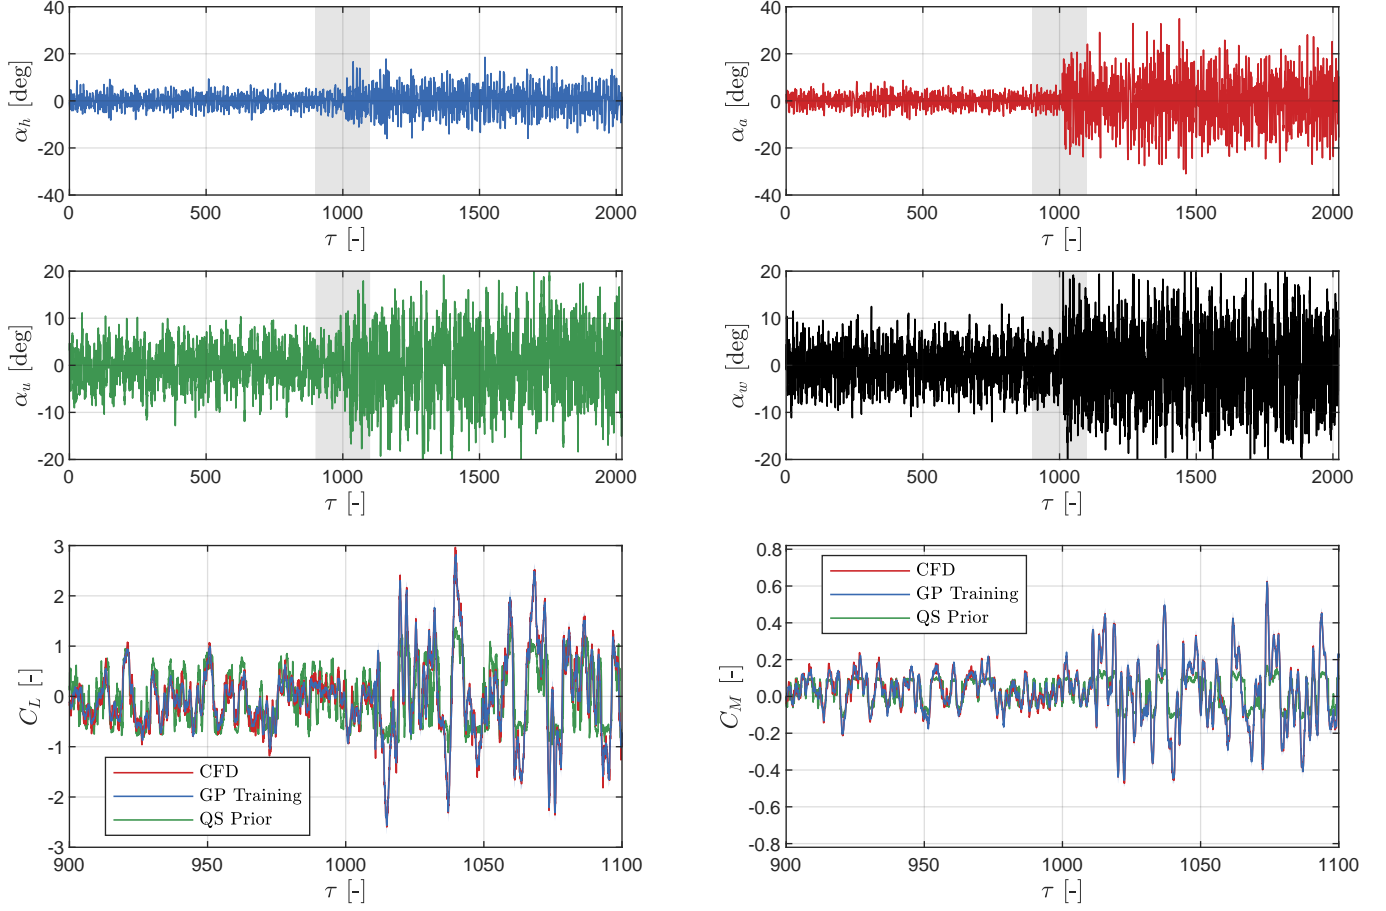 40
20
0
-20
-40
α_h [deg]
0 500 1000 1500 2000
τ [-]
40
20
0
-20
-40
α_a [deg]
0 500 1000 1500 2000
τ [-]
20
10
0
-10
-20
α_u [deg]
0 500 1000 1500 2000
τ [-]
20
10
0
-10
-20
α_w [deg]
0 500 1000 1500 2000
τ [-]
3
2
1
0
-1
-2
-3
C_L [-]
CFD
GP Training
QS Prior
900 950 1000 1050 1100
τ [-]
0.8
0.6
0.4
0.2
0.0
-0.2
-0.4
-0.6
-0.8
C_M [-]
CFD
GP Training
QS Prior
900 950 1000 1050 1100
τ [-]